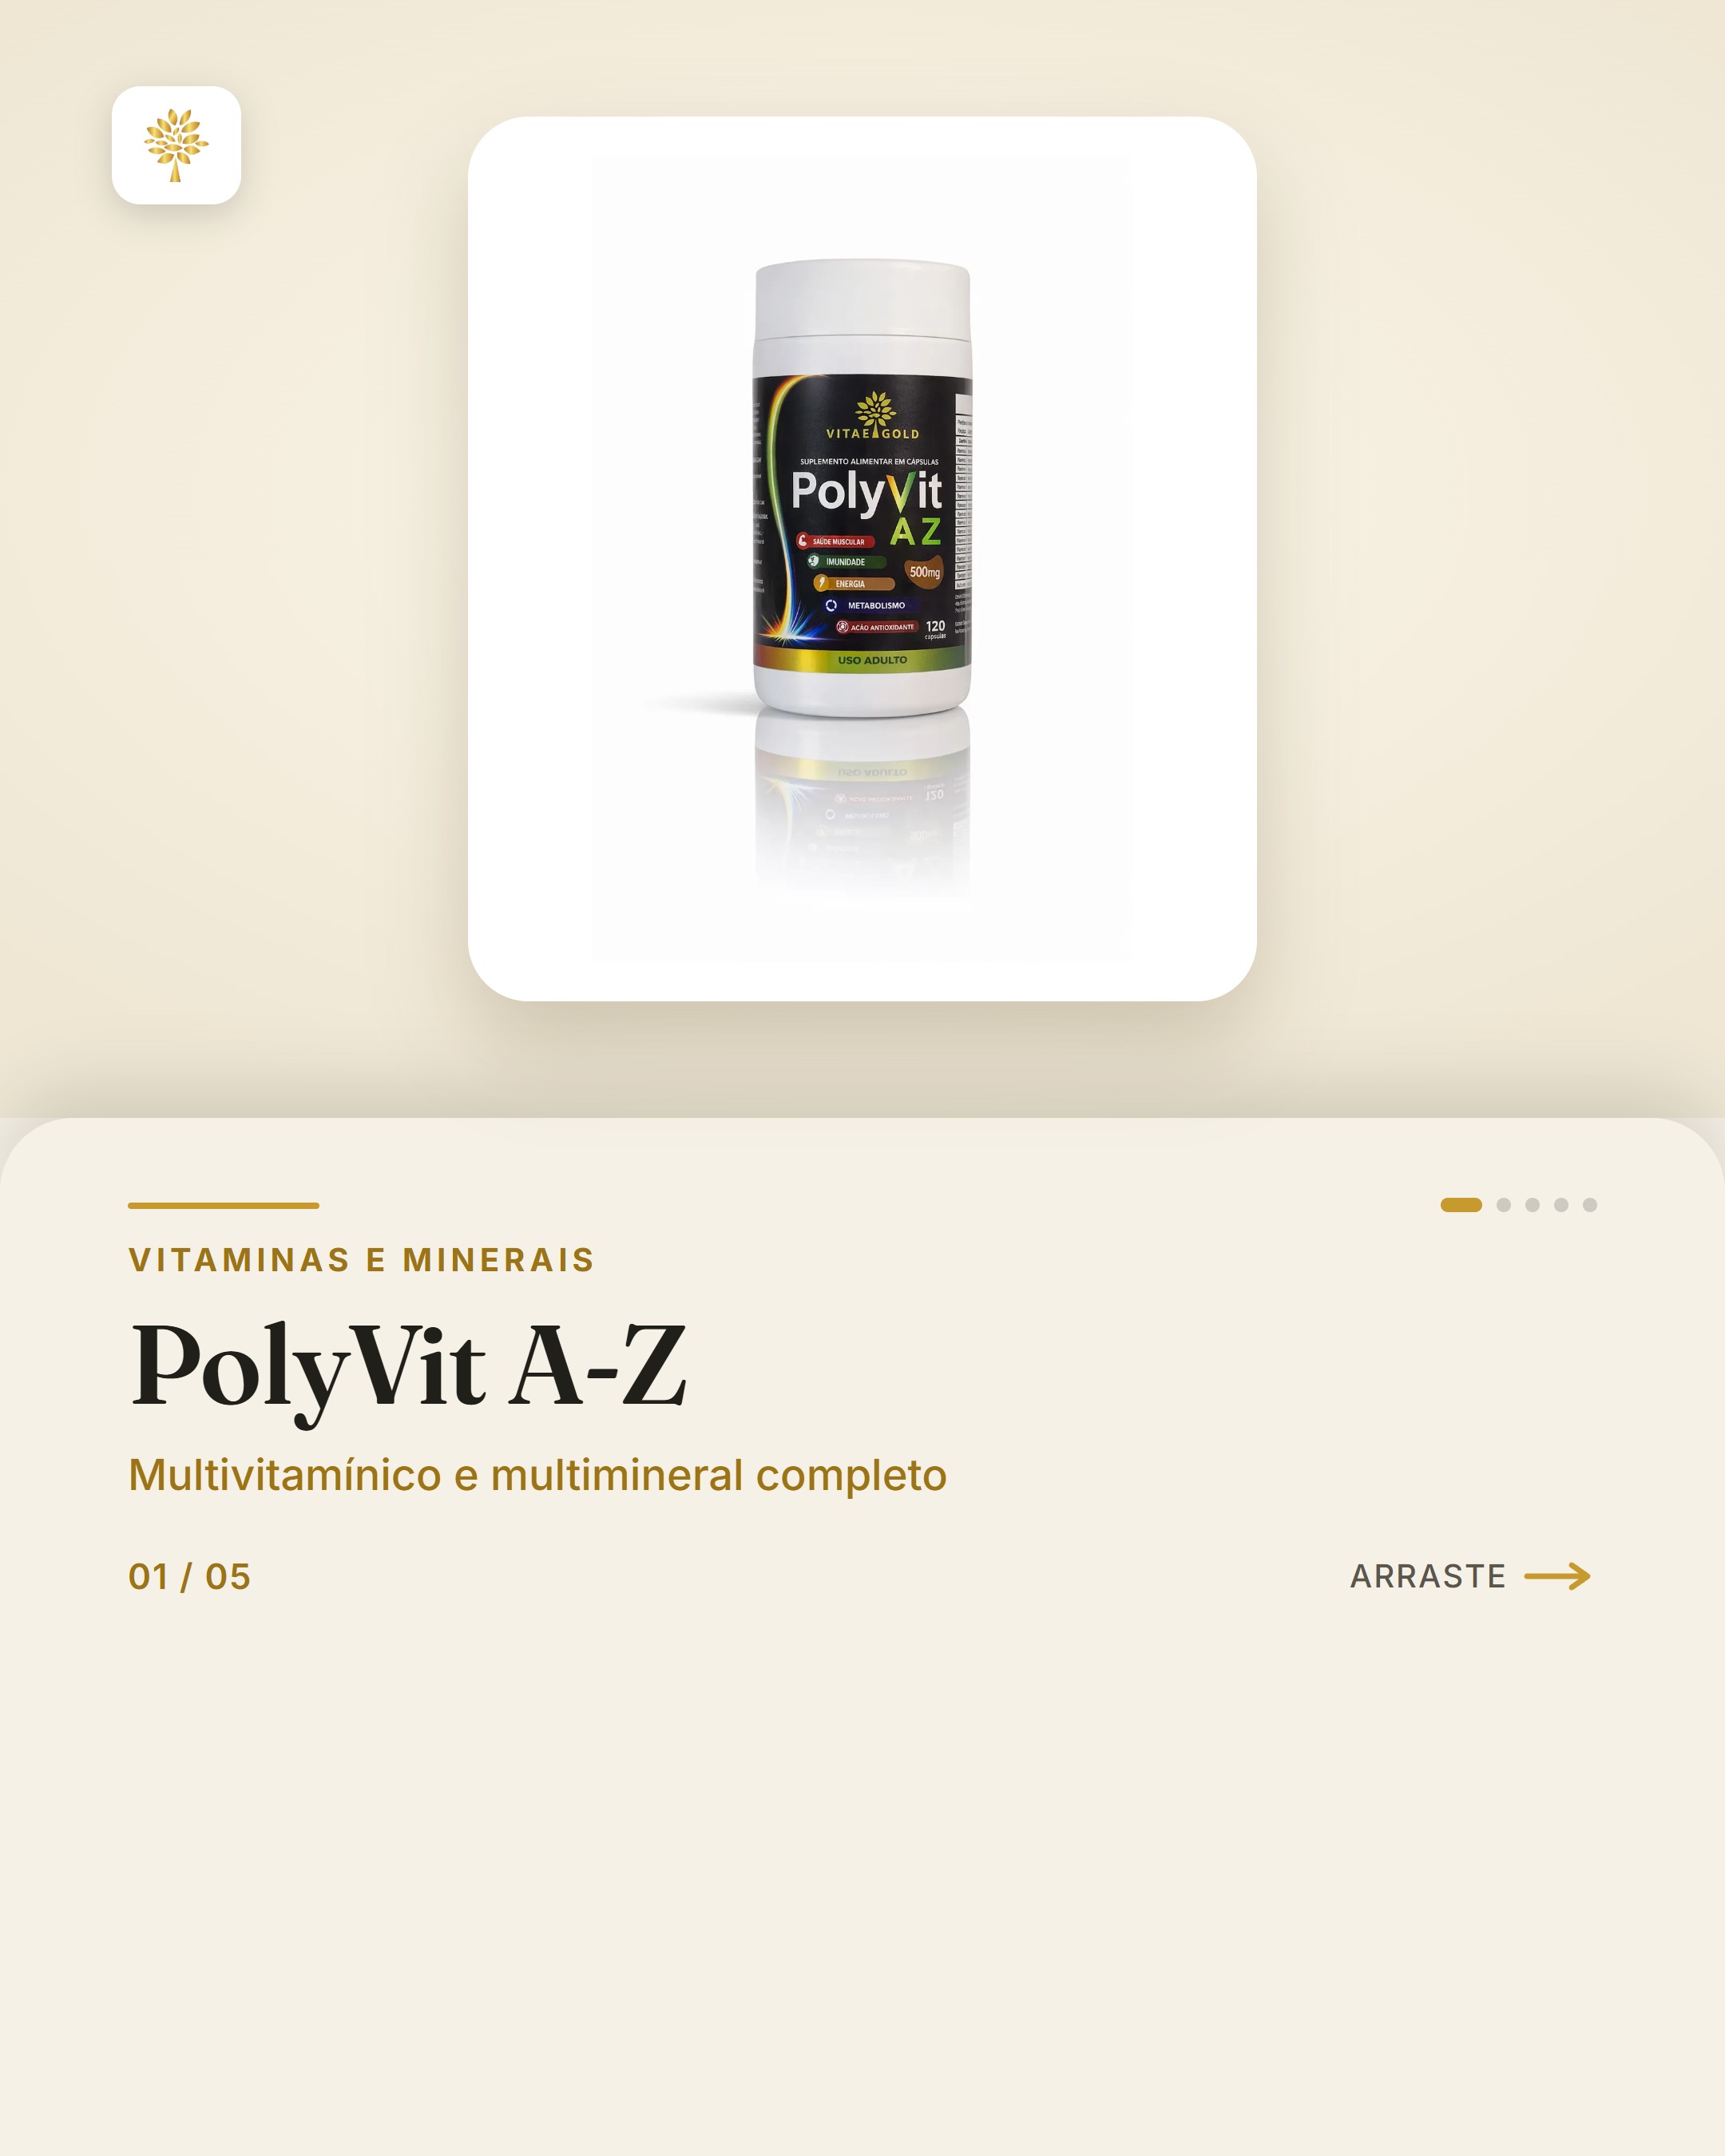 VITAE GOLD
SUPLEMENTO ALIMENTAR EM CÁPSULAS
PolyVit
AZ
SAÚDE MUSCULAR
IMUNIDADE
500mg
ENERGIA
METABOLISMO
AÇÃO ANTIOXIDANTE
120
cápsulas
USO ADULTO
VITAMINAS E MINERAIS
PolyVit A-Z
Multivitamínico e multimineral completo
01 / 05
ARRASTE